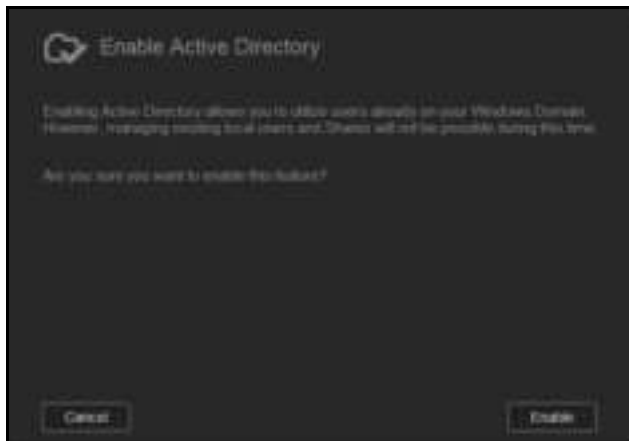 Enable Active Directory
Enabling Active Directory allows you to utilize users already on your Windows Domain.
However, managing existing local users and Shares will not be possible during this time.
Are you sure you want to enable this feature?
Cancel
Enable